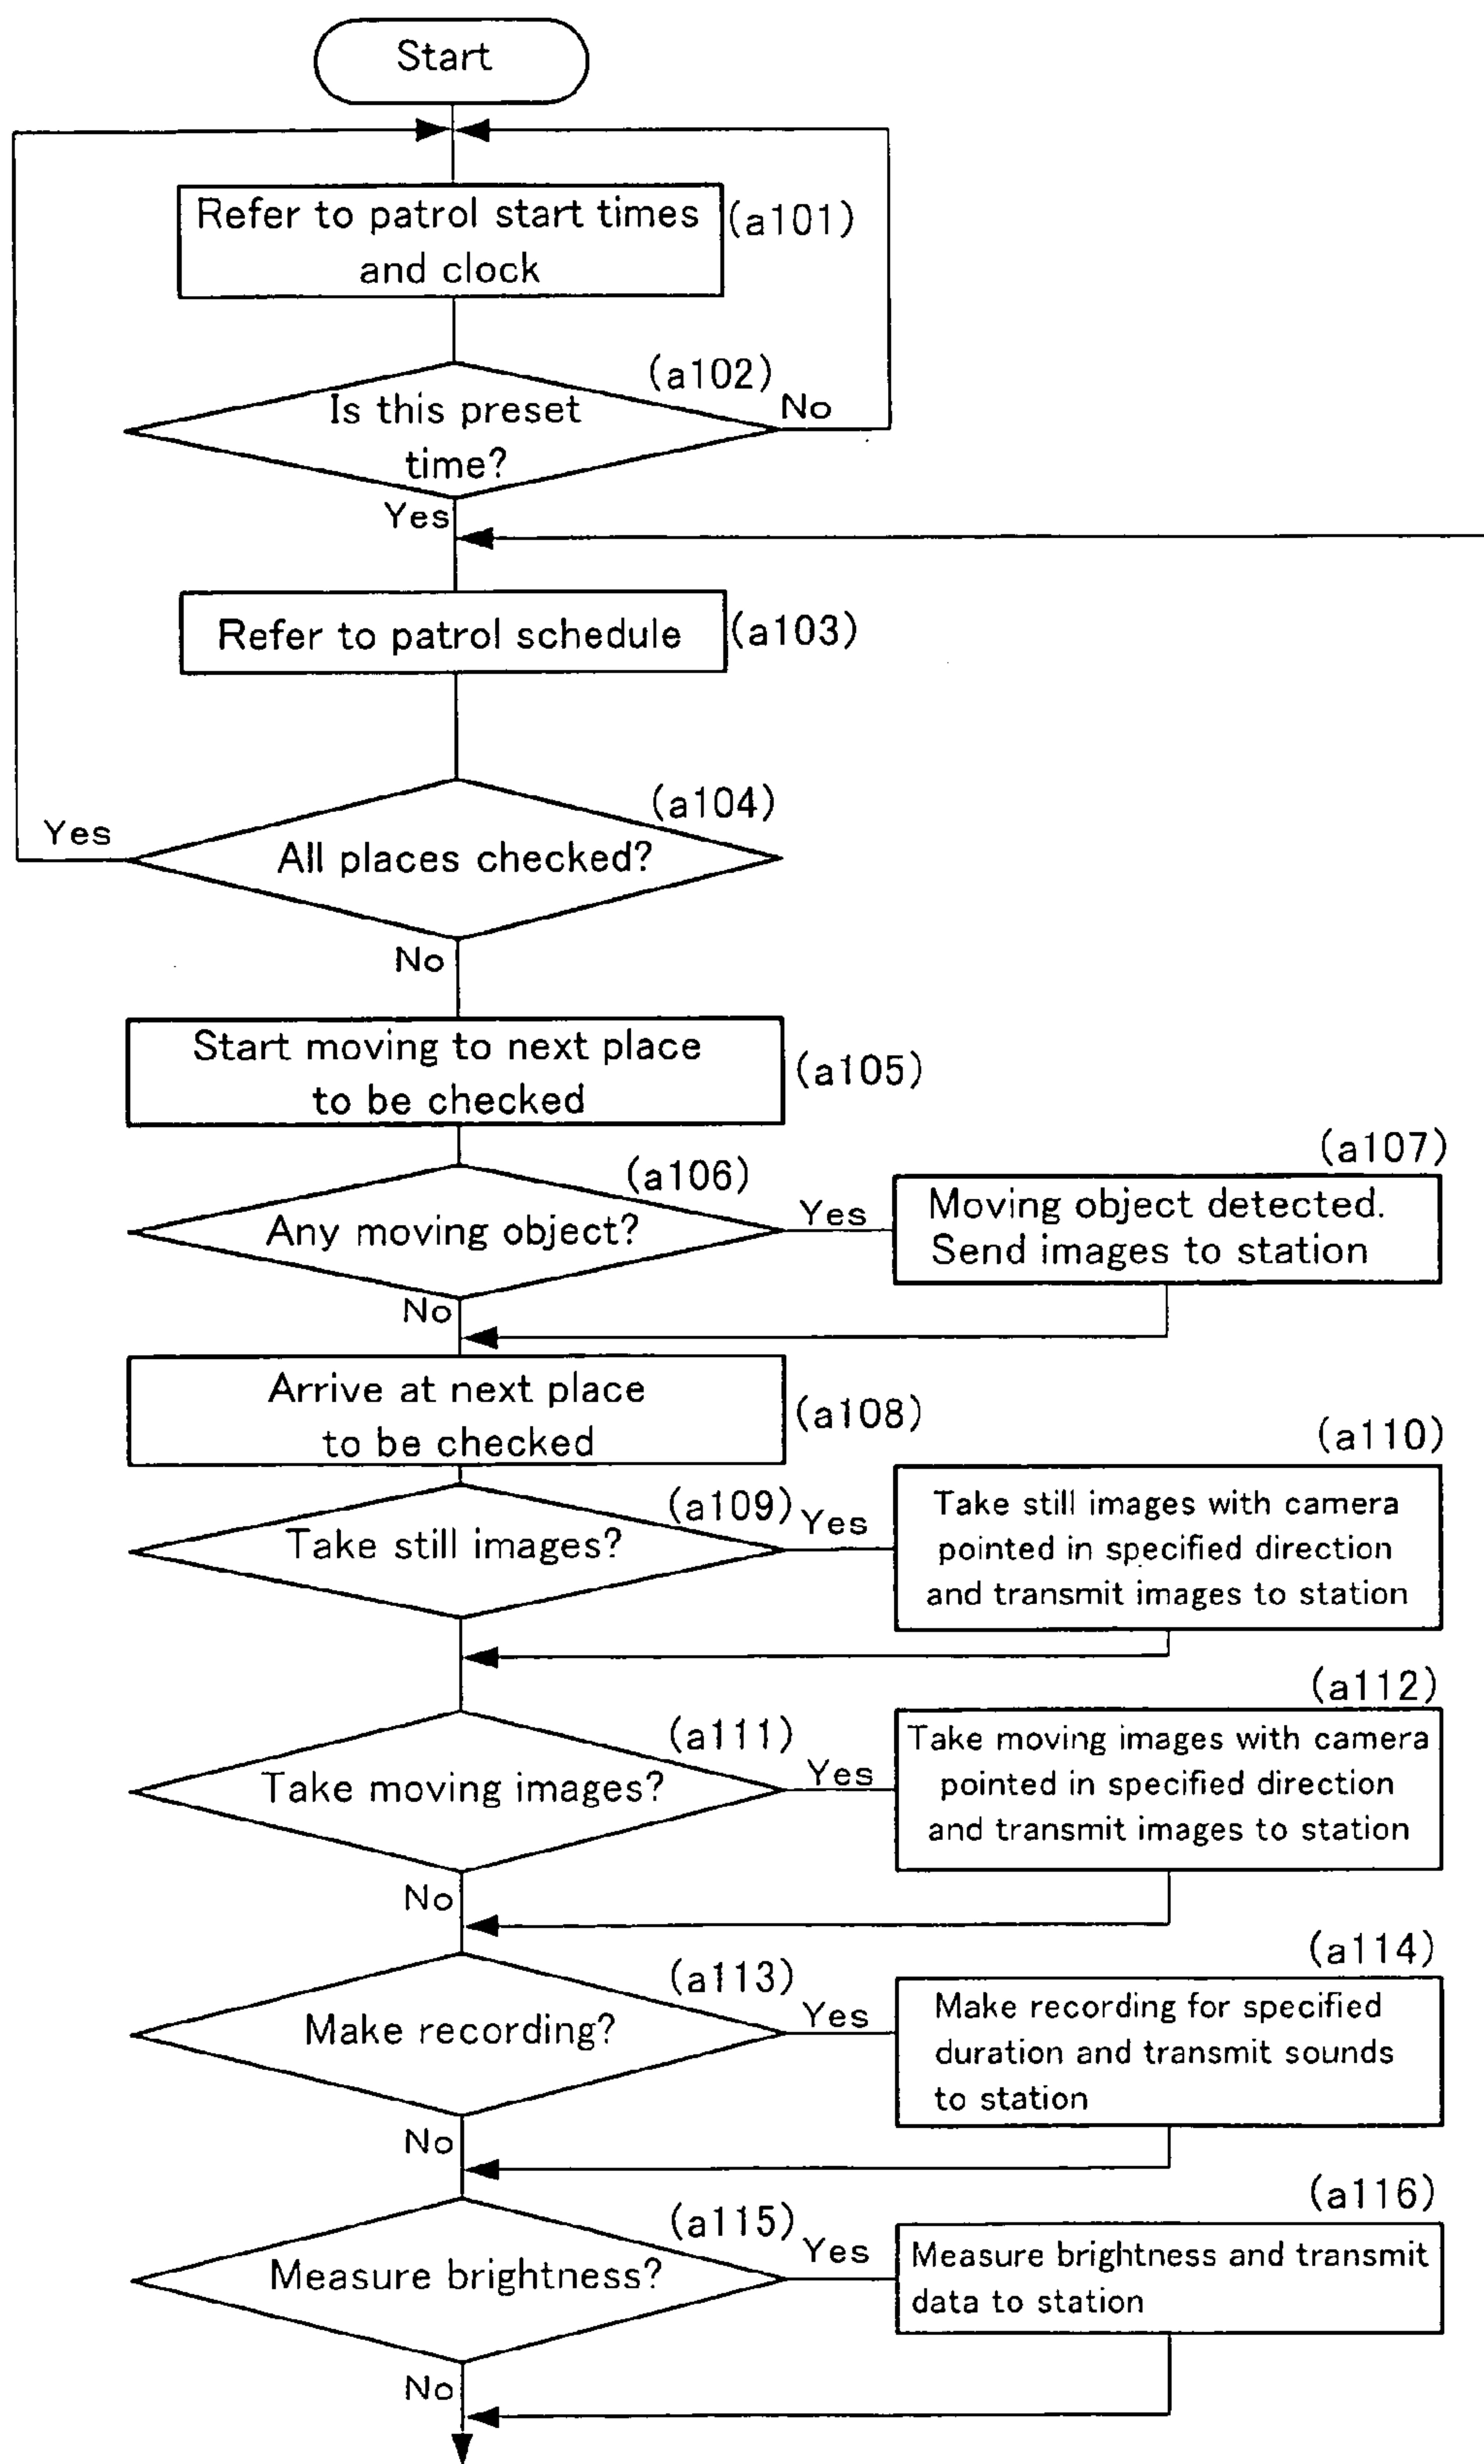 Start
Refer to patrol start times
and clock
(a101)
(a102)
Is this preset
time?
No
Yes
Refer to patrol schedule
(a103)
(a104)
Yes
All places checked?
No
Start moving to next place
to be checked
(a105)
(a106)
Any moving object?
Yes
(a107)
Moving object detected.
Send images to station
No
Arrive at next place
to be checked
(a108)
(a109)
Take still images?
Yes
(a110)
Take still images with camera
pointed in specified direction
and transmit images to station
(a111)
Take moving images?
Yes
(a112)
Take moving images with camera
pointed in specified direction
and transmit images to station
No
(a113)
Make recording?
Yes
(a114)
Make recording for specified
duration and transmit sounds
to station
No
(a115)
Measure brightness?
Yes
(a116)
Measure brightness and transmit
data to station
No